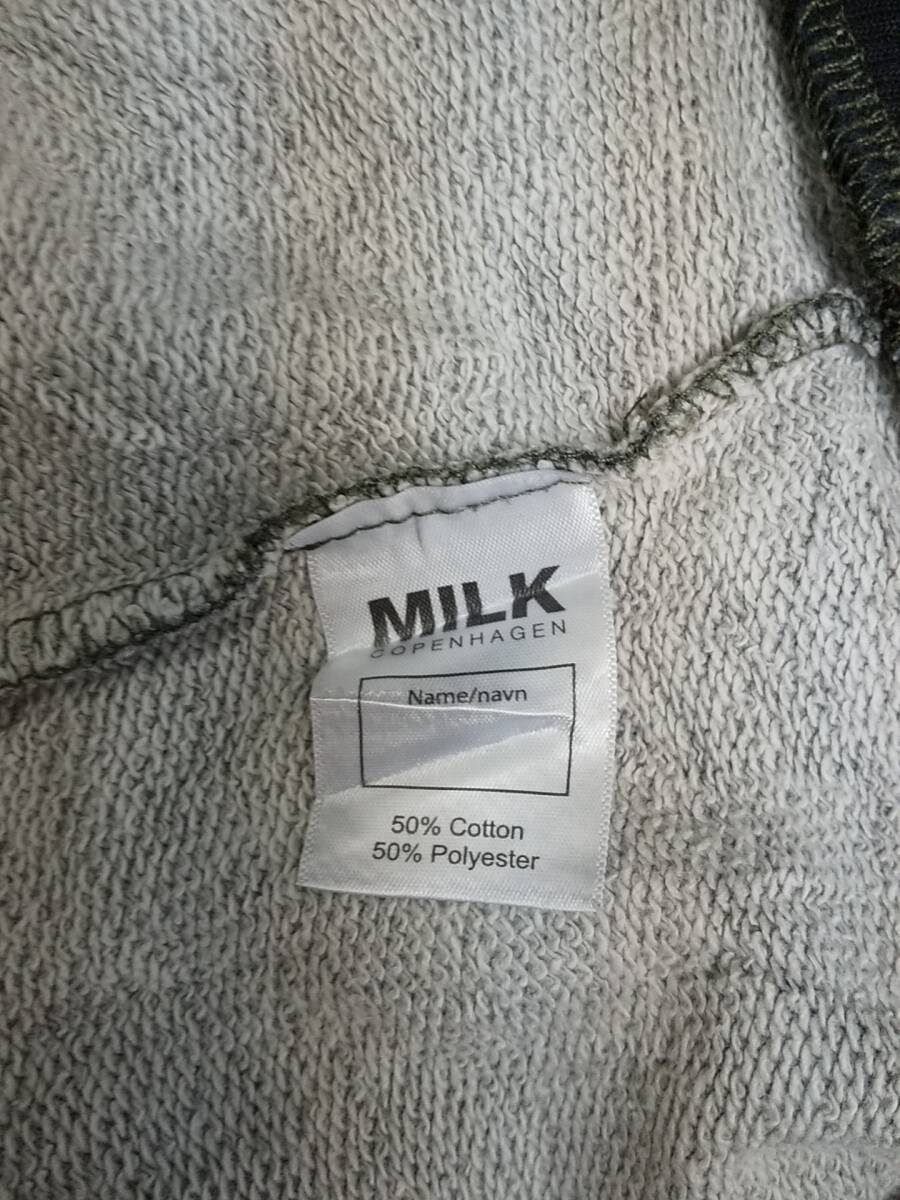 MILK
COPENHAGEN
Name/navn
50% Cotton
50% Polyester